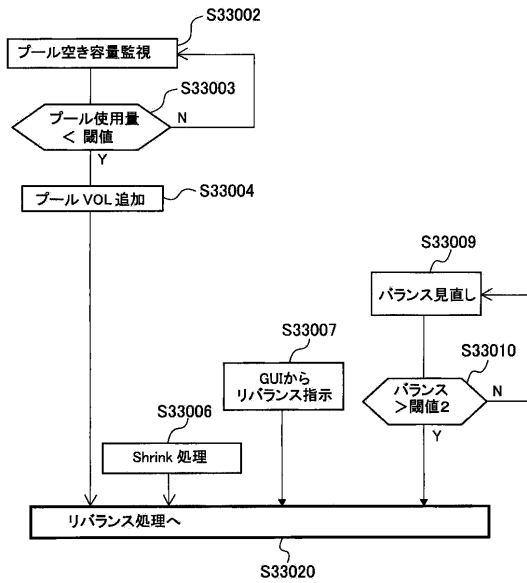 S33002
プール空き容量監視
S33003
プール使用量
< 閾値
N
Y
S33004
プール VOL 追加
S33009
バランス見直し
S33007
GUIから
リバランス指示
S33010
バランス
>閾値2
N
Y
S33006
Shrink 処理
リバランス処理へ
S33020